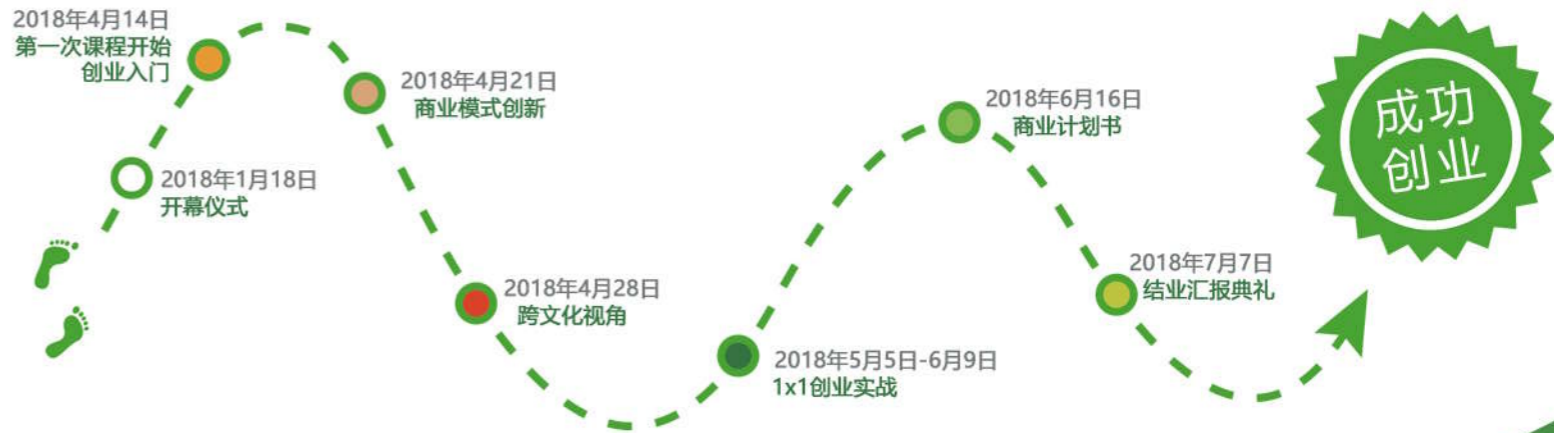 2018年4月14日
第一次课程开始
创业入门
2018年4月21日
商业模式创新
2018年1月18日
开幕仪式
2018年4月28日
跨文化视角
2018年5月5日-6月9日
1x1创业实战
2018年6月16日
商业计划书
2018年7月7日
结业汇报典礼
成功
创业